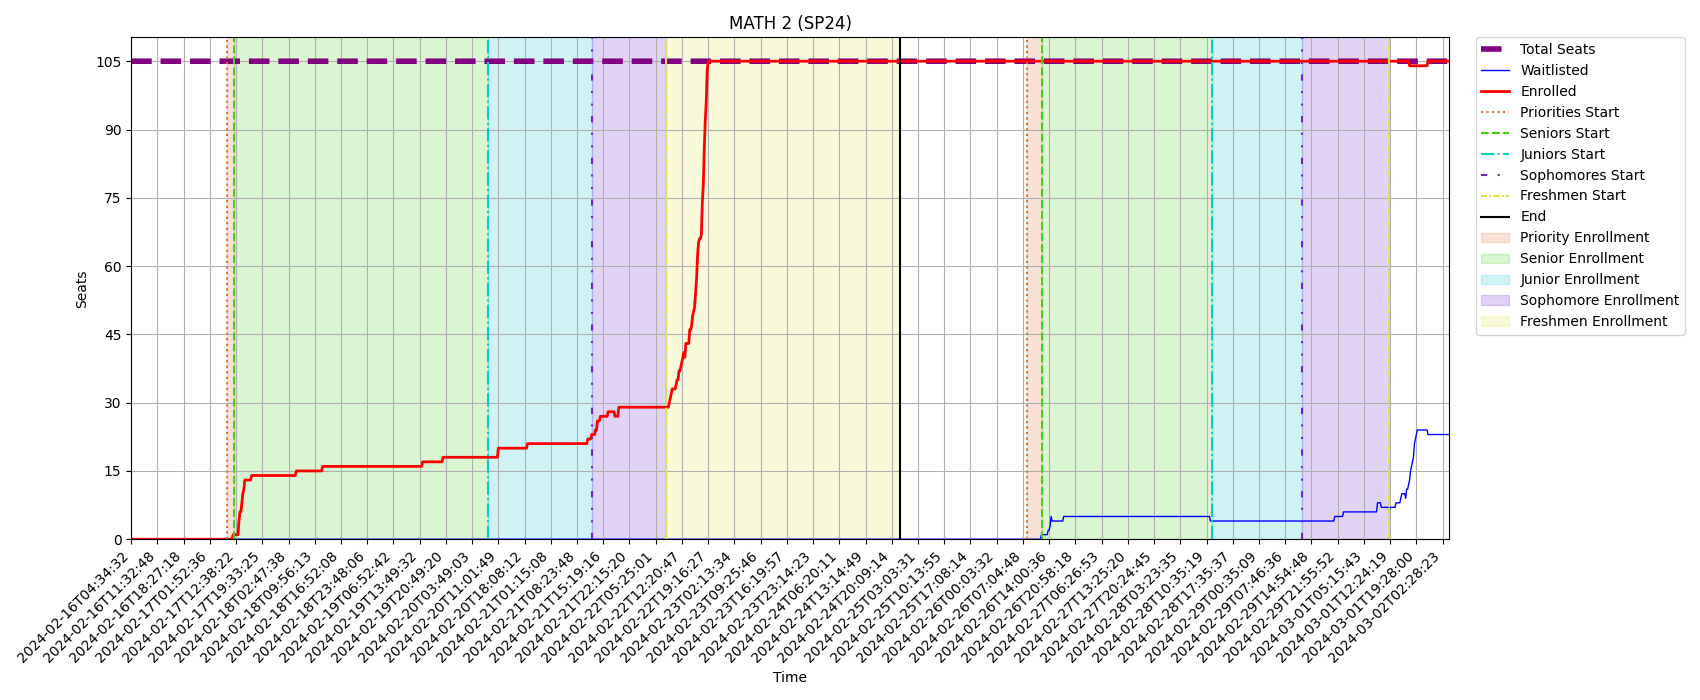 MATH 2 (SP24)
105
90
75
60
45
30
15
0
Seats
2024-02-16T04:34:32
2024-02-16T11:32:48
2024-02-16T18:27:18
2024-02-17T01:52:36
2024-02-17T12:38:22
2024-02-17T19:33:25
2024-02-18T02:47:38
2024-02-18T09:56:13
2024-02-18T16:52:08
2024-02-18T23:48:06
2024-02-19T06:52:42
2024-02-19T13:49:32
2024-02-19T20:49:20
2024-02-20T03:49:03
2024-02-20T11:01:49
2024-02-20T18:08:12
2024-02-21T01:15:08
2024-02-21T08:23:48
2024-02-21T15:19:16
2024-02-21T22:15:20
2024-02-22T05:25:01
2024-02-22T12:20:47
2024-02-22T19:16:27
2024-02-23T02:13:34
2024-02-23T09:25:46
2024-02-23T16:19:57
2024-02-23T23:14:23
2024-02-24T06:20:11
2024-02-24T13:14:49
2024-02-24T20:09:14
2024-02-25T03:03:31
2024-02-25T10:13:55
2024-02-25T17:08:14
2024-02-26T00:03:32
2024-02-26T07:04:48
2024-02-26T14:00:36
2024-02-26T20:58:18
2024-02-27T06:26:53
2024-02-27T13:25:20
2024-02-27T20:24:45
2024-02-28T03:23:35
2024-02-28T10:35:19
2024-02-28T17:35:37
2024-02-29T00:35:09
2024-02-29T07:46:36
2024-02-29T14:54:48
2024-02-29T21:55:52
2024-03-01T05:15:43
2024-03-01T12:24:19
2024-03-01T19:28:00
2024-03-02T02:28:23
Time
Total Seats
Waitlisted
Enrolled
Priorities Start
Seniors Start
Juniors Start
Sophomores Start
Freshmen Start
End
Priority Enrollment
Senior Enrollment
Junior Enrollment
Sophomore Enrollment
Freshmen Enrollment